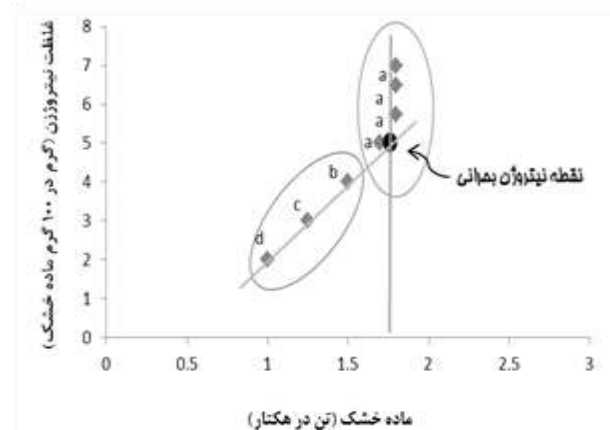 غلظت نیتروژن (گرم در ۱۰۰ گرم ماده خشک)
8
7
6
5
4
3
2
1
0
a
a
a
a
b
c
d
نقطه نیتروژن بحرانی
0 0.5 1 1.5 2 2.5 3
ماده خشک (تن در هکتار)